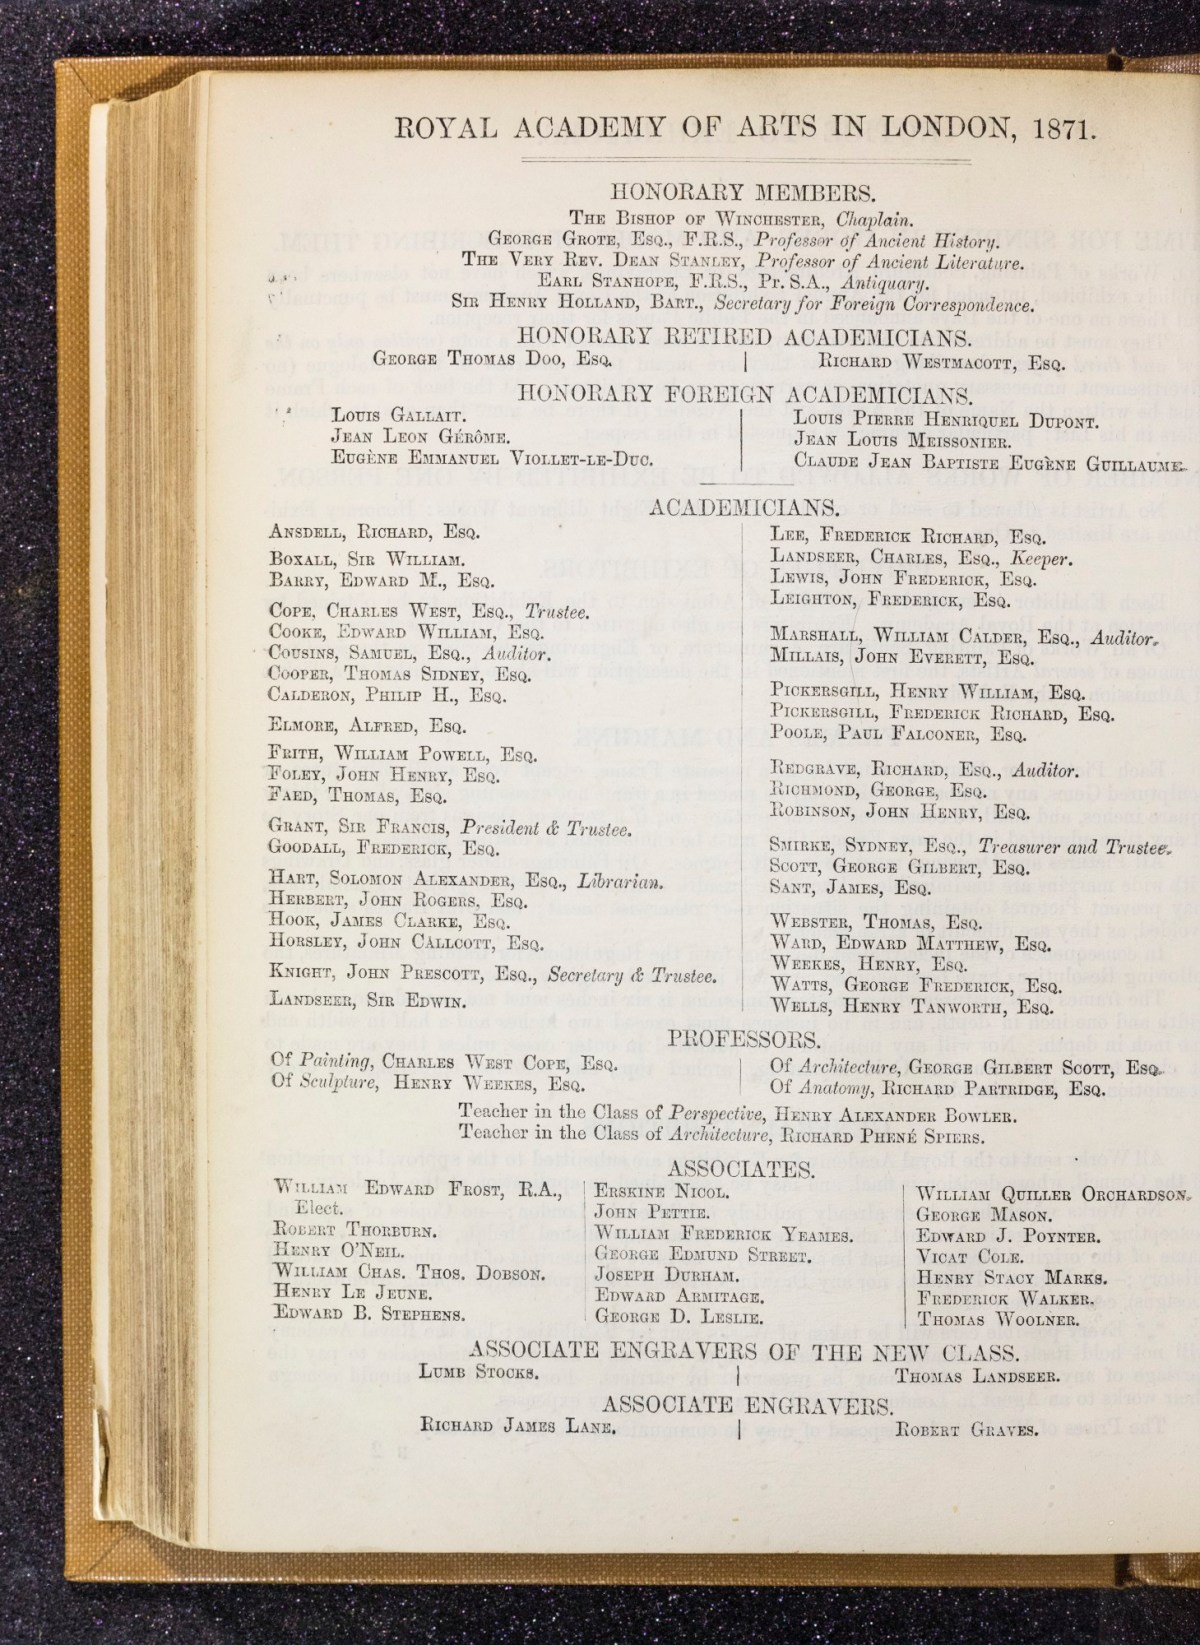 ROYAL ACADEMY OF ARTS IN LONDON, 1871.
HONORARY MEMBERS.
THE BISHOP OF WINCHESTER, Chaplain.
GEORGE GROTE, ESQ., F.R.S., Professor of Ancient History.
THE VERY REV. DEAN STANLEY, Professor of Ancient Literature.
EARL STANHOPE, F.R.S., Pr. S.A., Antiquary.
SIR HENRY HOLLAND, BART., Secretary for Foreign Correspondence.
HONORARY RETIRED ACADEMICIANS.
GEORGE THOMAS DOO, ESQ.
RICHARD WESTMACOTT, ESQ.
HONORARY FOREIGN ACADEMICIANS.
LOUIS GALLAIT.
JEAN LEON GÉRÔME.
EUGÈNE EMMANUEL VIOLLET-LE-DUC.
LOUIS PIERRE HENRIQUEL DUPONT.
JEAN LOUIS MEISSONIER.
CLAUDE JEAN BAPTISTE EUGÈNE GUILLAUME.
ACADEMICIANS.
ANSDELL, RICHARD, ESQ.
BOXALL, SIR WILLIAM.
BARRY, EDWARD M., ESQ.
COPE, CHARLES WEST, ESQ., Trustee.
COOKE, EDWARD WILLIAM, ESQ.
COUSINS, SAMUEL, ESQ., Auditor.
COOPER, THOMAS SIDNEY, ESQ.
CALDERON, PHILIP H., ESQ.
ELMORE, ALFRED, ESQ.
FRITH, WILLIAM POWELL, ESQ.
FOLEY, JOHN HENRY, ESQ.
FAED, THOMAS, ESQ.
GRANT, SIR FRANCIS, President & Trustee.
GOODALL, FREDERICK, ESQ.
HART, SOLOMON ALEXANDER, ESQ., Librarian.
HERBERT, JOHN ROGERS, ESQ.
HOOK, JAMES CLARKE, ESQ.
HORSLEY, JOHN CALLCOTT, ESQ.
KNIGHT, JOHN PRESCOTT, ESQ., Secretary & Trustee.
LANDSEER, SIR EDWIN.
LEE, FREDERICK RICHARD, ESQ.
LANDSEER, CHARLES, ESQ., Keeper.
LEWIS, JOHN FREDERICK, ESQ.
LEIGHTON, FREDERICK, ESQ.
MARSHALL, WILLIAM CALDER, ESQ., Auditor.
MILLAIS, JOHN EVERETT, ESQ.
PICKERSGILL, HENRY WILLIAM, ESQ.
PICKERSGILL, FREDERICK RICHARD, ESQ.
POOLE, PAUL FALCONER, ESQ.
REDGRAVE, RICHARD, ESQ., Auditor.
RICHMOND, GEORGE, ESQ.
ROBINSON, JOHN HENRY, ESQ.
SMIRKE, SYDNEY, ESQ., Treasurer and Trustee.
SCOTT, GEORGE GILBERT, ESQ.
SANT, JAMES, ESQ.
WEBSTER, THOMAS, ESQ.
WARD, EDWARD MATTHEW, ESQ.
WEEKES, HENRY, ESQ.
WATTS, GEORGE FREDERICK, ESQ.
WELLS, HENRY TANWORTH, ESQ.
PROFESSORS.
Of Painting, CHARLES WEST COPE, ESQ.
Of Sculpture, HENRY WEEKES, ESQ.
Of Architecture, GEORGE GILBERT SCOTT, ESQ.
Of Anatomy, RICHARD PARTRIDGE, ESQ.
Teacher in the Class of Perspective, HENRY ALEXANDER BOWLER.
Teacher in the Class of Architecture, RICHARD PHENÉ SPIERS.
ASSOCIATES.
WILLIAM EDWARD FROST, R.A.,
Elect.
ROBERT THORBURN.
HENRY O'NEIL.
WILLIAM CHAS. THOS. DOBSON.
HENRY LE JEUNE.
EDWARD B. STEPHENS.
ERSKINE NICOL.
JOHN PETTIE.
WILLIAM FREDERICK YEAMES.
GEORGE EDMUND STREET.
JOSEPH DURHAM.
EDWARD ARMITAGE.
GEORGE D. LESLIE.
WILLIAM QUILLER ORCHARDSON.
GEORGE MASON.
EDWARD J. POYNTER.
VICAT COLE.
HENRY STACY MARKS.
FREDERICK WALKER.
THOMAS WOOLNER.
ASSOCIATE ENGRAVERS OF THE NEW CLASS.
LUMB STOCKS.
THOMAS LANDSEER.
ASSOCIATE ENGRAVERS.
RICHARD JAMES LANE.
ROBERT GRAVES.